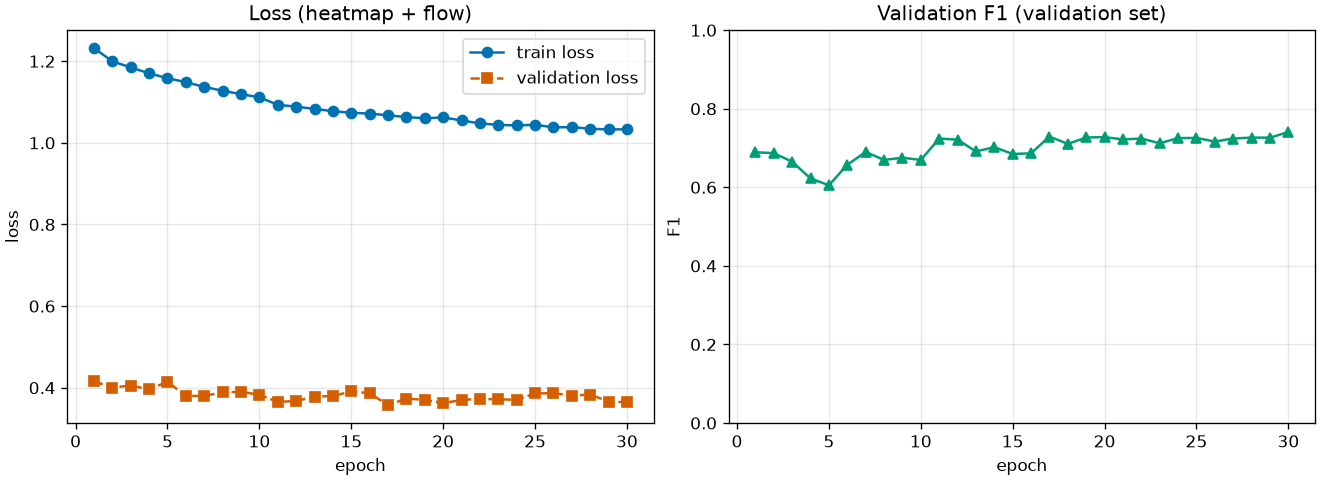 Loss (heatmap + flow)
train loss
validation loss
1.2
1.0
0.8
0.6
0.4
loss
0 5 10 15 20 25 30
epoch
Validation F1 (validation set)
1.0
0.8
0.6
0.4
0.2
0.0
F1
0 5 10 15 20 25 30
epoch